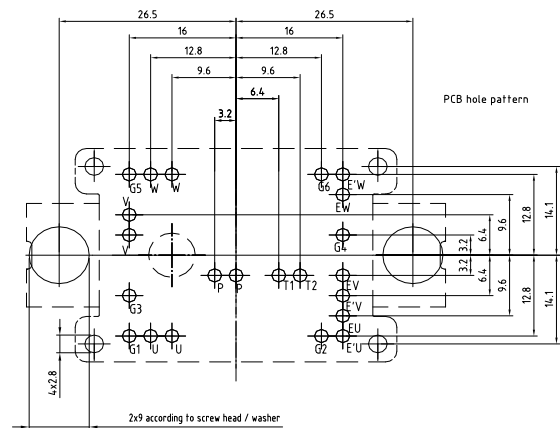 26.5 26.5
16 16
12.8 12.8
9.6 9.6
6.4
3.2
PCB hole pattern
G5 W W G6 E'W
EW
V
V G4
12.8 14.1
9.6
6.4
3.2
3.2
6.4
9.6
12.8
14.1
P P T1 T2 EV
G3 E'V
EU
G1 U U G2 E'U
4x2.8
2x9 according to screw head / washer